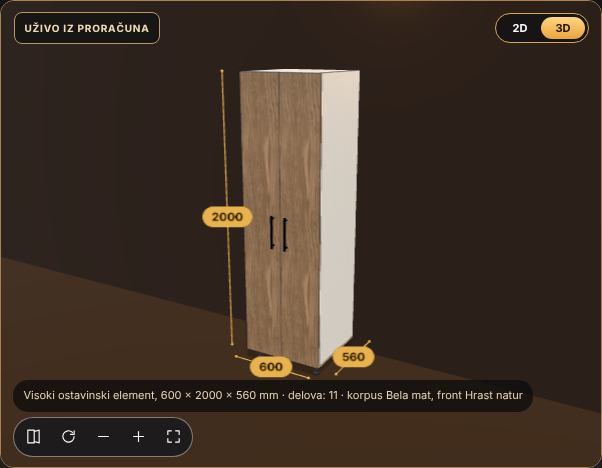 UŽIVO IZ PRORAČUNA
2D 3D
2000
600
560
Visoki ostavinski element, 600 × 2000 × 560 mm · delova: 11 · korpus Bela mat, front Hrast natur